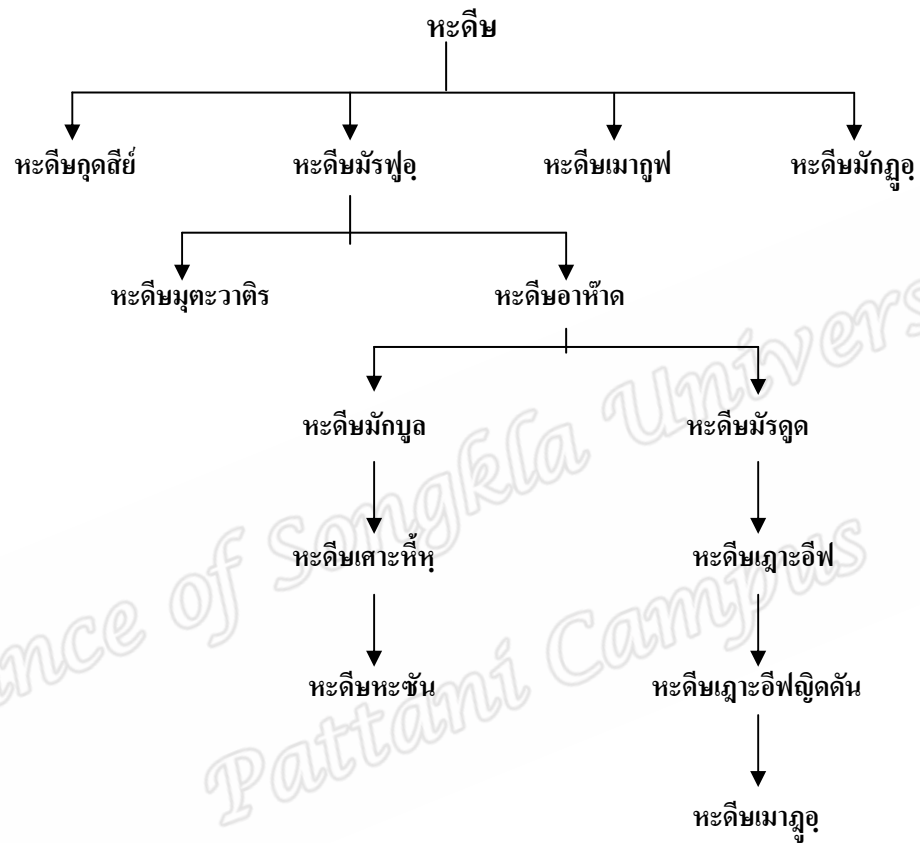 หะดีษ
หะดีษกุดสีย์ หะดีษมัรฟูอฺ หะดีษเมากูฟ หะดีษมักฏูอฺ
หะดีษมุตะวาติร หะดีษอาห๊าด
หะดีษมักบูล หะดีษมัรดูด
หะดีษเศาะหี้หฺ หะดีษเฎาะอีฟ
หะดีษหะซัน หะดีษเฎาะอีฟญิดดัน
หะดีษเมาฎูอฺ
of Songkla
Pattani Campus